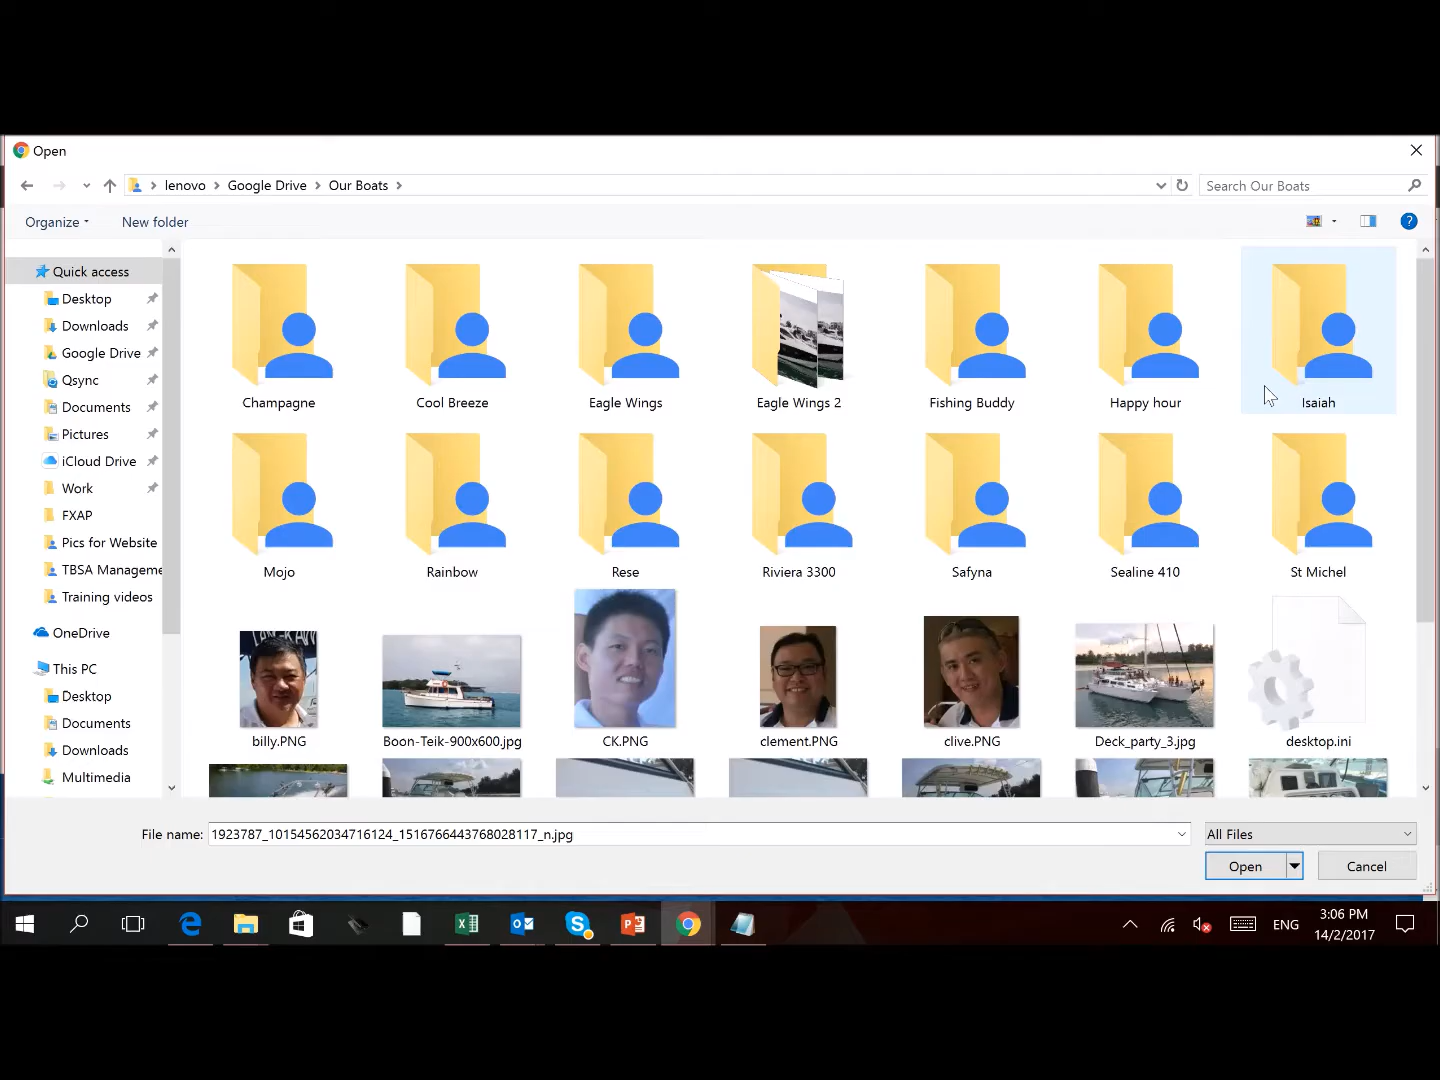 Open
lenovo Google Drive Our Boats
Search Our Boats
Organize
New folder
Quick access
Desktop
Downloads
Google Drive
Qsync
Documents
Pictures
iCloud Drive
Work
FXAP
Pics for Website
TBSA Manageme
Training videos
OneDrive
This PC
Desktop
Documents
Downloads
Multimedia
Champagne
Cool Breeze
Eagle Wings
Eagle Wings 2
Fishing Buddy
Happy hour
Isaiah
Mojo
Rainbow
Rese
Riviera 3300
Safyna
Sealine 410
St Michel
billy.PNG
Boon-Teik-900x600.jpg
CK.PNG
clement.PNG
clive.PNG
Deck_party_3.jpg
desktop.ini
File name: 1923787_10154562034716124_1516766443768028117_n.jpg
All Files
Open
Cancel
ENG
3:06 PM
14/2/2017